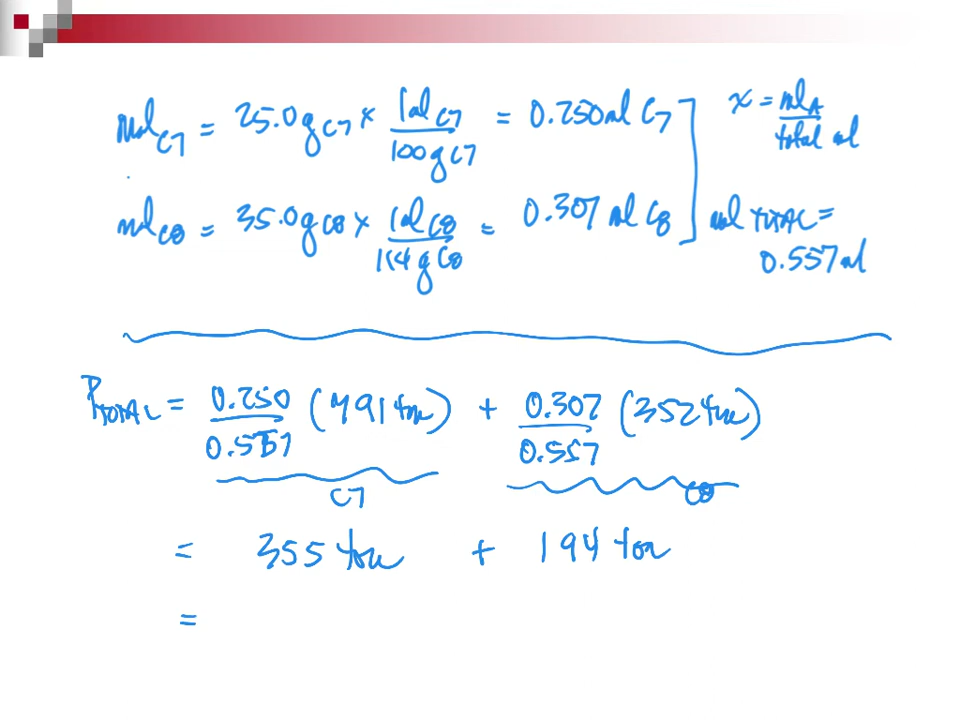 mol C7 = 25.0 g C7 x 1 mol C7 / 100 g C7 = 0.250 mol C7
x = mol A / total mol
mol C8 = 35.0 g C8 x 1 mol C8 / 114 g C8 = 0.307 mol C8
mol TOTAL = 0.557 mol
P TOTAL = 0.250 / 0.557 (791 torr) + 0.307 / 0.557 (352 torr)
C7 C8
= 355 torr + 194 torr
=